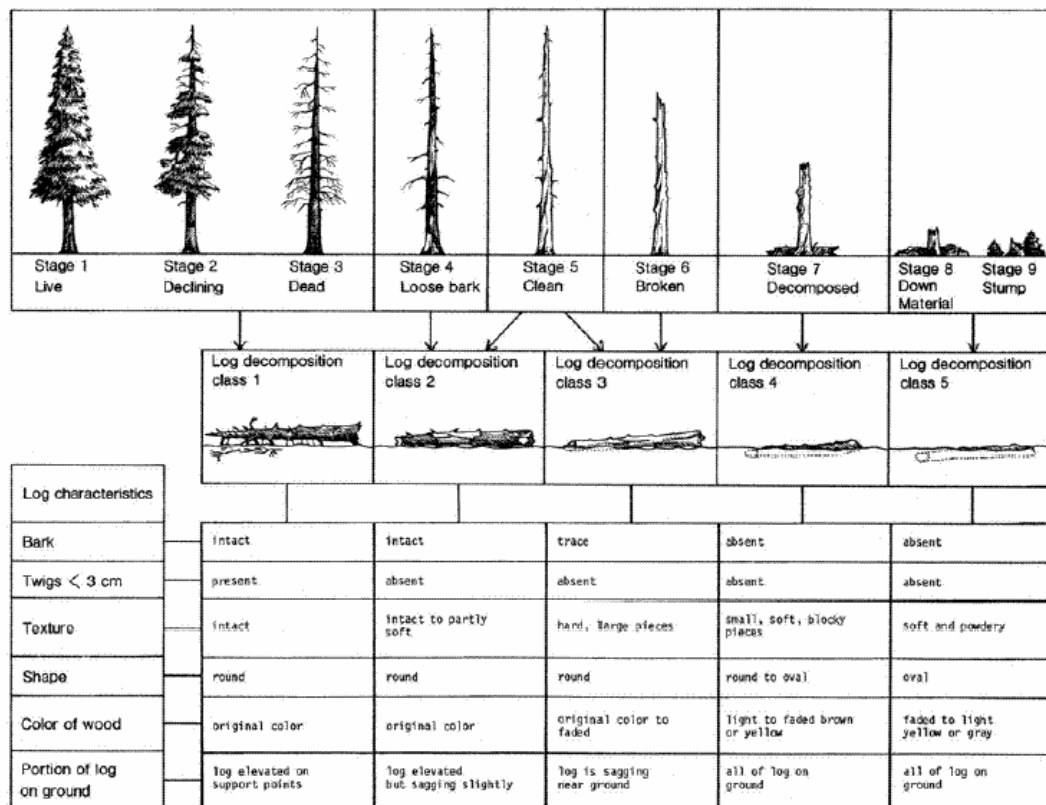 Stage 1
Live
Stage 2
Declining
Stage 3
Dead
Stage 4
Loose bark
Stage 5
Clean
Stage 6
Broken
Stage 7
Decomposed
Stage 8
Down
Material
Stage 9
Stump
Log decomposition
class 1
Log decomposition
class 2
Log decomposition
class 3
Log decomposition
class 4
Log decomposition
class 5
Log characteristics
Bark
intact
intact
trace
absent
absent
Twigs < 3 cm
present
absent
absent
absent
absent
Texture
intact
intact to partly
soft
hard, large pieces
small, soft, blocky
pieces
soft and powdery
Shape
round
round
round
round to oval
oval
Color of wood
original color
original color
original color to
faded
light to faded brown
or yellow
faded to light
yellow or gray
Portion of log
on ground
log elevated on
support points
log elevated
but sagging slightly
log is sagging
near ground
all of log on
ground
all of log on
ground